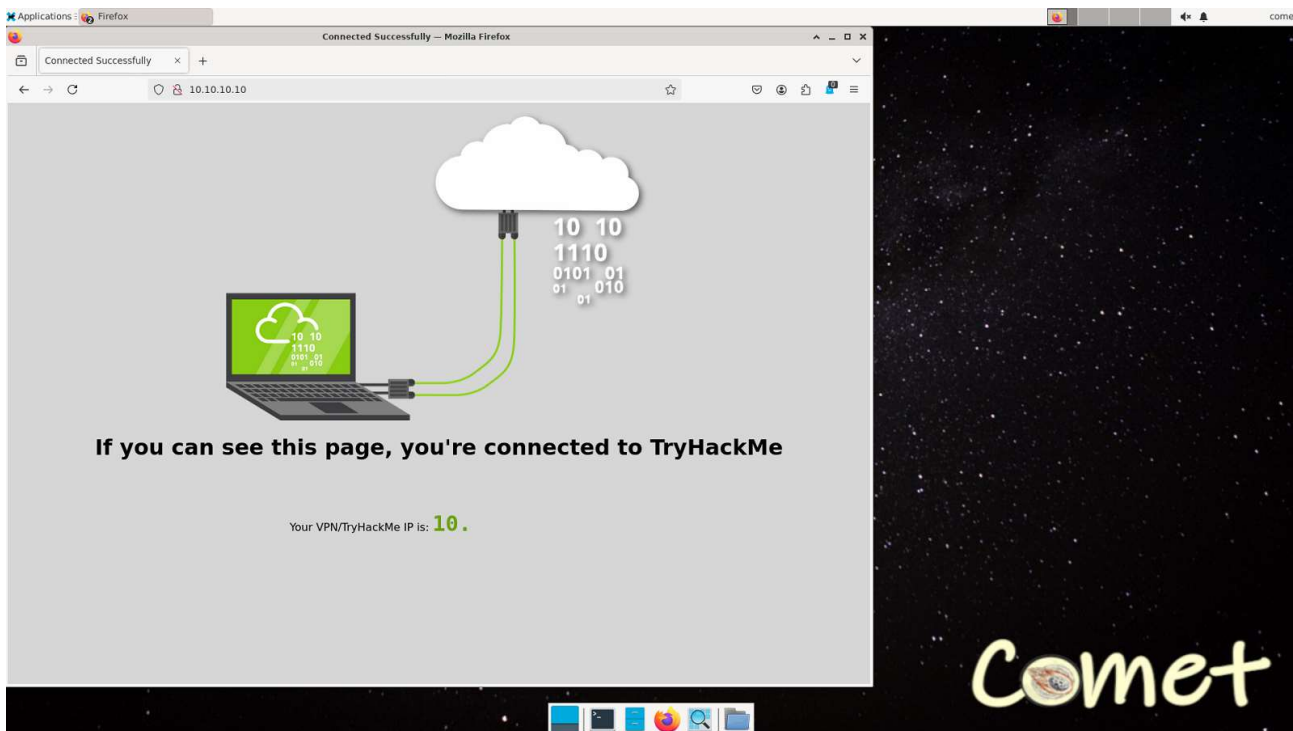 Applications
Firefox
come
Connected Successfully — Mozilla Firefox
Connected Successfully
10.10.10.10
10 10
1110
0101 01
01 010
01
10 10
1110
0101 01
01 010
01
If you can see this page, you're connected to TryHackMe
Your VPN/TryHackMe IP is: 10.
Comet